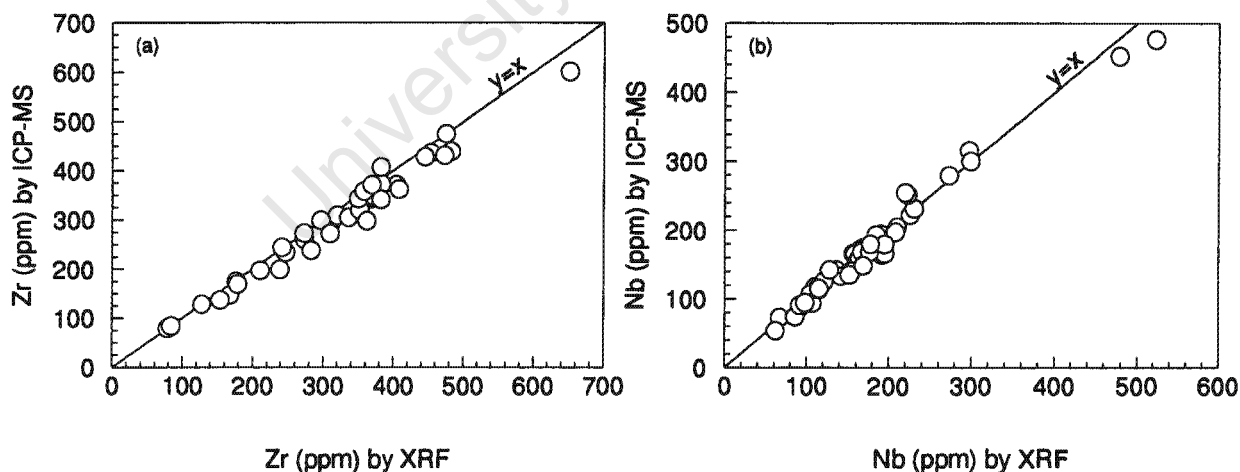 University
(a)
y=x
Zr (ppm) by ICP-MS
700
600
500
400
300
200
100
0
0 100 200 300 400 500 600 700
Zr (ppm) by XRF
(b)
y=x
Nb (ppm) by ICP-MS
500
400
300
200
100
0
0 100 200 300 400 500 600
Nb (ppm) by XRF